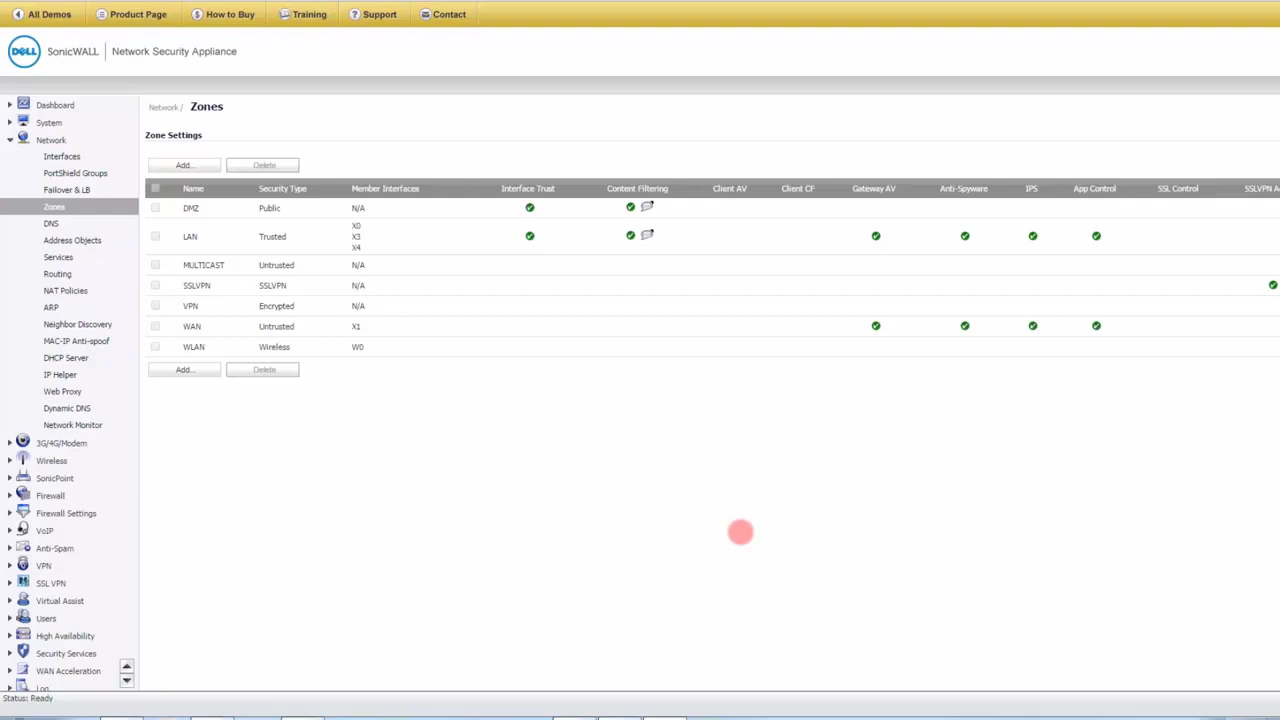 All Demos Product Page How to Buy Training Support Contact
DELL SonicWALL Network Security Appliance
Dashboard
System
Network
Interfaces
PortShield Groups
Failover & LB
Zones
DNS
Address Objects
Services
Routing
NAT Policies
ARP
Neighbor Discovery
MAC-IP Anti-spoof
DHCP Server
IP Helper
Web Proxy
Dynamic DNS
Network Monitor
3G/4G/Modem
Wireless
SonicPoint
Firewall
Firewall Settings
VoIP
Anti-Spam
VPN
SSL VPN
Virtual Assist
Users
High Availability
Security Services
WAN Acceleration
Log
Network / Zones
Zone Settings
Add... Delete
Name Security Type Member Interfaces Interface Trust Content Filtering Client AV Client CF Gateway AV Anti-Spyware IPS App Control SSL Control SSLVPN
DMZ Public N/A
X0
LAN Trusted X3
X4
MULTICAST Untrusted N/A
SSLVPN SSLVPN N/A
VPN Encrypted N/A
WAN Untrusted X1
WLAN Wireless W0
Add... Delete
Status: Ready